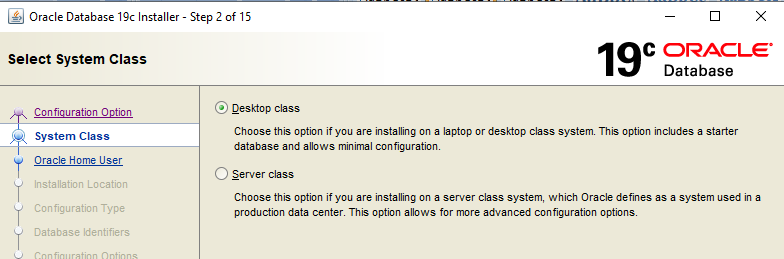 Oracle Database 19c Installer - Step 2 of 15
Select System Class
19c ORACLE
Database
Configuration Option
System Class
Oracle Home User
Installation Location
Configuration Type
Database Identifiers
Configuration Options
Desktop class
Choose this option if you are installing on a laptop or desktop class system. This option includes a starter
database and allows minimal configuration.
Server class
Choose this option if you are installing on a server class system, which Oracle defines as a system used in a
production data center. This option allows for more advanced configuration options.